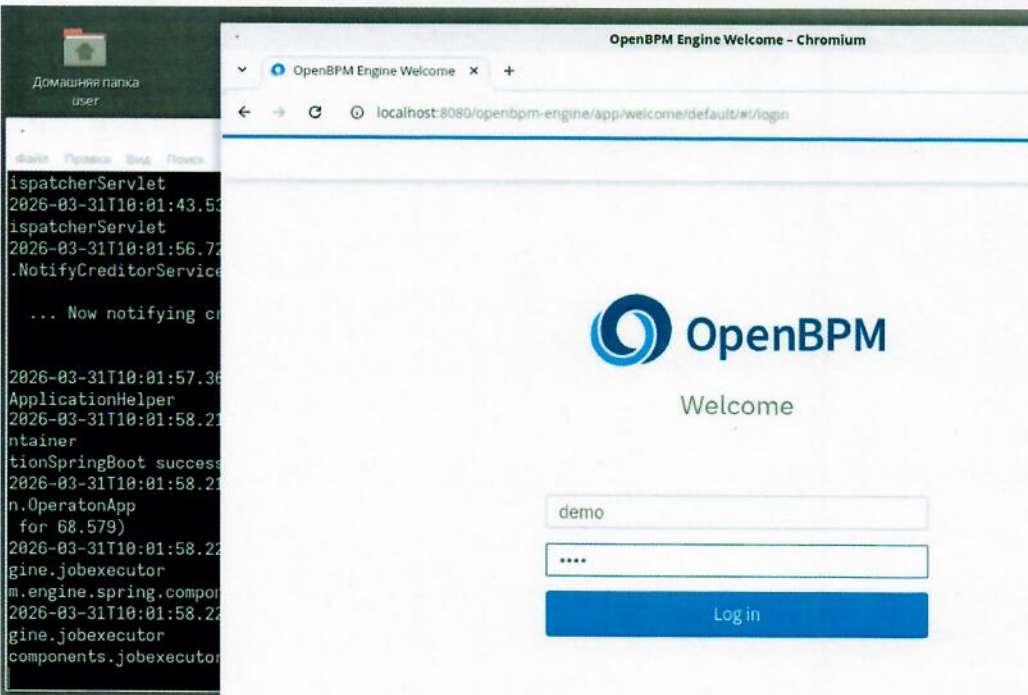 Домашняя папка
user
Файл Правка Вид Поиск
ispatcherServlet
2026-03-31T10:01:43.53
ispatcherServlet
2026-03-31T10:01:56.72
.NotifyCreditorService
... Now notifying cr
2026-03-31T10:01:57.36
ApplicationHelper
2026-03-31T10:01:58.21
ntainer
tionSpringBoot success
2026-03-31T10:01:58.21
n.OperatonApp
for 68.579)
2026-03-31T10:01:58.22
gine.jobexecutor
m.engine.spring.compon
2026-03-31T10:01:58.22
gine.jobexecutor
components.jobexecutor
OpenBPM Engine Welcome – Chromium
OpenBPM Engine Welcome
localhost:8080/openbpm-engine/app/welcome/default/#!/login
OpenBPM
Welcome
demo
••••
Log in